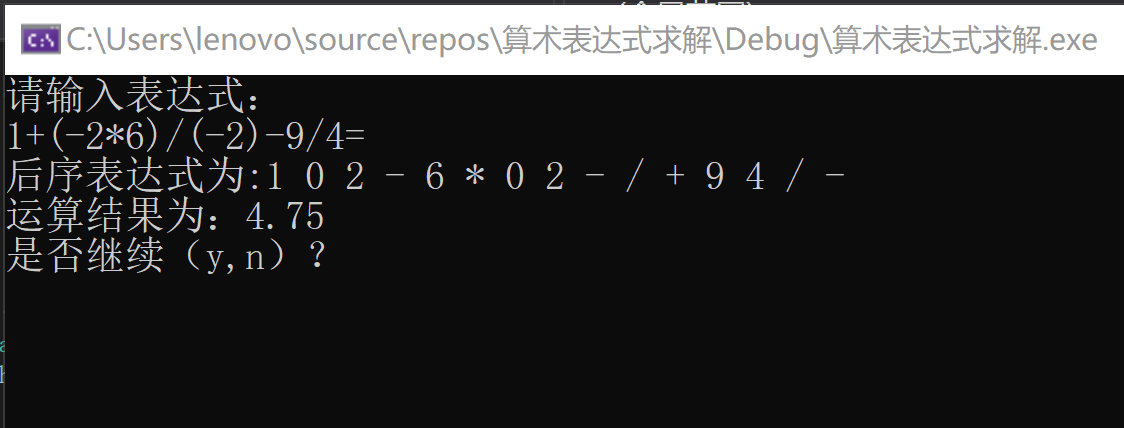 C:\Users\lenovo\source\repos\算术表达式求解\Debug\算术表达式求解.exe
请输入表达式：
1+(-2*6)/(-2)-9/4=
后序表达式为:1 0 2 - 6 * 0 2 - / + 9 4 / -
运算结果为：4.75
是否继续（y,n）？